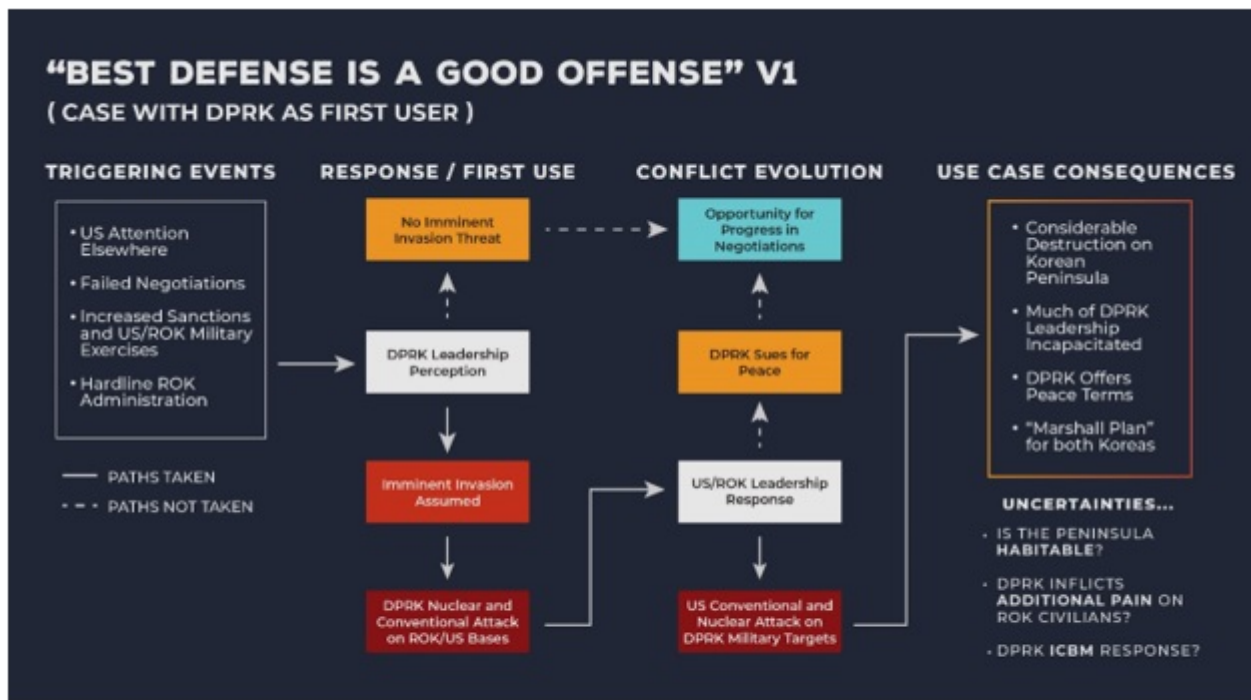 “BEST DEFENSE IS A GOOD OFFENSE” V1
( CASE WITH DPRK AS FIRST USER )
TRIGGERING EVENTS
• US Attention
Elsewhere
• Failed Negotiations
• Increased Sanctions
and US/ROK Military
Exercises
• Hardline ROK
Administration
PATHS TAKEN
PATHS NOT TAKEN
RESPONSE / FIRST USE
No Imminent
Invasion Threat
DPRK Leadership
Perception
Imminent Invasion
Assumed
DPRK Nuclear and
Conventional Attack
on ROK/US Bases
CONFLICT EVOLUTION
Opportunity for
Progress in
Negotiations
DPRK Sues for
Peace
US/ROK Leadership
Response
US Conventional and
Nuclear Attack on
DPRK Military Targets
USE CASE CONSEQUENCES
• Considerable
Destruction on
Korean
Peninsula
• Much of DPRK
Leadership
Incapacitated
• DPRK Offers
Peace Terms
• “Marshall Plan”
for both Koreas
UNCERTAINTIES...
• IS THE PENINSULA
HABITABLE?
• DPRK INFLICTS
ADDITIONAL PAIN ON
ROK CIVILIANS?
• DPRK ICBM RESPONSE?